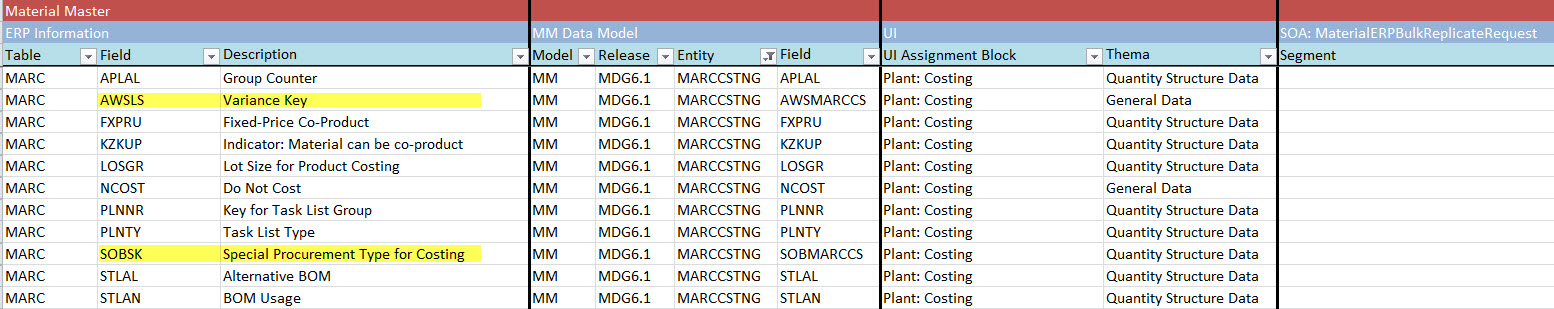 Material Master
ERP Information MM Data Model UI SOA: MaterialERPBulkReplicateRequest
Table Field Description Model Release Entity Field UI Assignment Block Thema Segment
MARC APLAL Group Counter MM MDG6.1 MARCCSTNG APLAL Plant: Costing Quantity Structure Data
MARC AWSLS Variance Key MM MDG6.1 MARCCSTNG AWSMARCCS Plant: Costing General Data
MARC FXPRU Fixed-Price Co-Product MM MDG6.1 MARCCSTNG FXPRU Plant: Costing Quantity Structure Data
MARC KZKUP Indicator: Material can be co-product MM MDG6.1 MARCCSTNG KZKUP Plant: Costing Quantity Structure Data
MARC LOSGR Lot Size for Product Costing MM MDG6.1 MARCCSTNG LOSGR Plant: Costing Quantity Structure Data
MARC NCOST Do Not Cost MM MDG6.1 MARCCSTNG NCOST Plant: Costing General Data
MARC PLNNR Key for Task List Group MM MDG6.1 MARCCSTNG PLNNR Plant: Costing Quantity Structure Data
MARC PLNTY Task List Type MM MDG6.1 MARCCSTNG PLNTY Plant: Costing Quantity Structure Data
MARC SOBSK Special Procurement Type for Costing MM MDG6.1 MARCCSTNG SOBMARCCS Plant: Costing Quantity Structure Data
MARC STLAL Alternative BOM MM MDG6.1 MARCCSTNG STLAL Plant: Costing Quantity Structure Data
MARC STLAN BOM Usage MM MDG6.1 MARCCSTNG STLAN Plant: Costing Quantity Structure Data